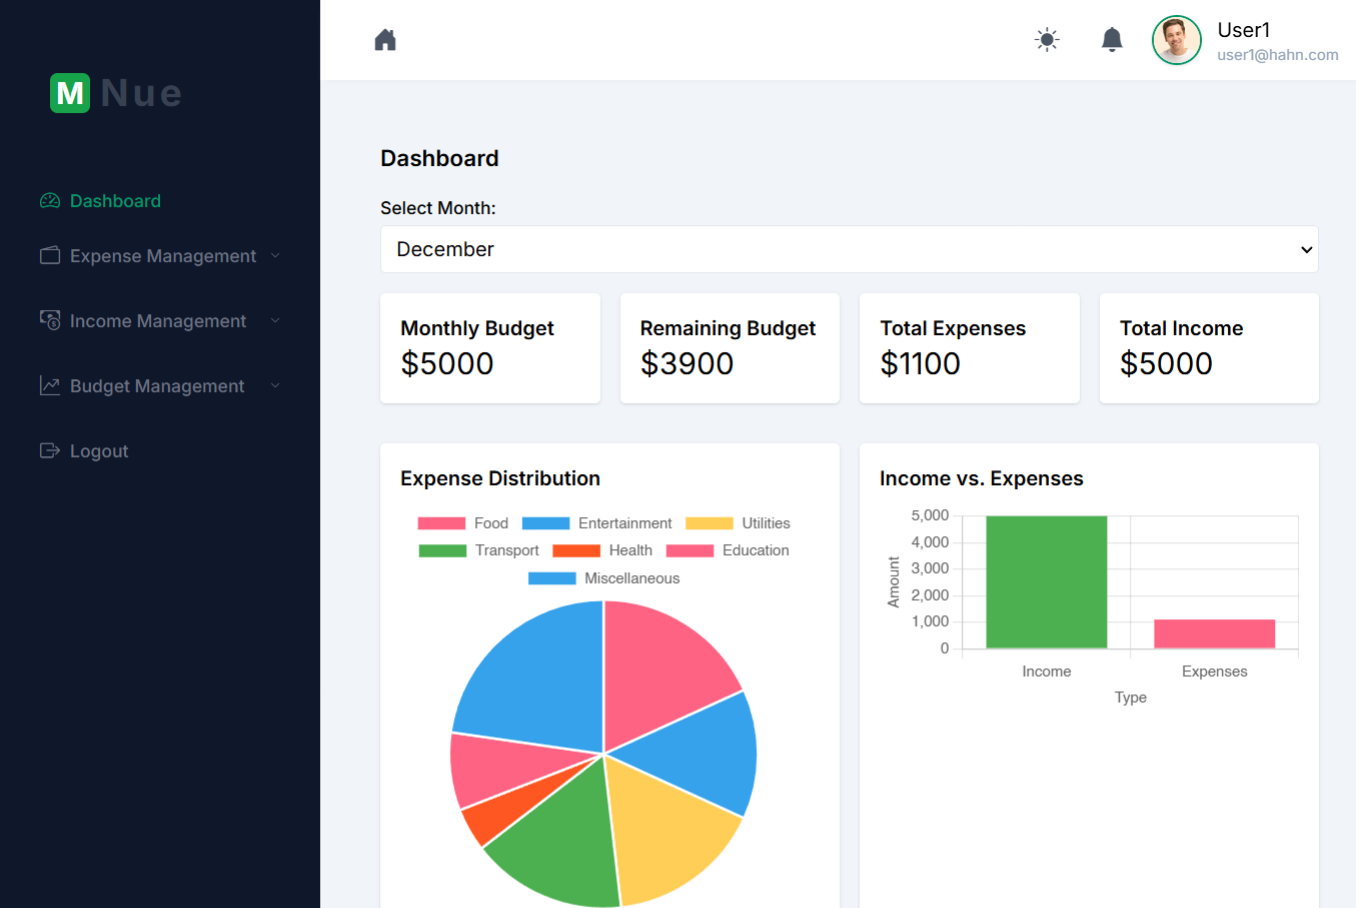 M Nue
Dashboard
Expense Management
Income Management
Budget Management
Logout
User1
user1@hahn.com
Dashboard
Select Month:
December
Monthly Budget
$5000
Remaining Budget
$3900
Total Expenses
$1100
Total Income
$5000
Expense Distribution
Food Entertainment Utilities
Transport Health Education
Miscellaneous
Income vs. Expenses
Amount
5,000
4,000
3,000
2,000
1,000
0
Income Expenses
Type